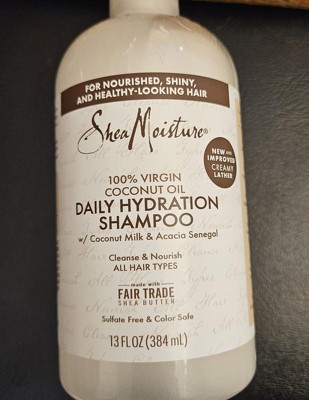 FOR NOURISHED, SHINY,
AND HEALTHY-LOOKING HAIR
SheaMoisture®
NEW AND
IMPROVED
CREAMY
LATHER
100% VIRGIN
COCONUT OIL
DAILY HYDRATION
SHAMPOO
w/ Coconut Milk & Acacia Senegal
Cleanse & Nourish
ALL HAIR TYPES
made with
FAIR TRADE
SHEA BUTTER
Sulfate Free & Color Safe
13 FL OZ (384 mL)